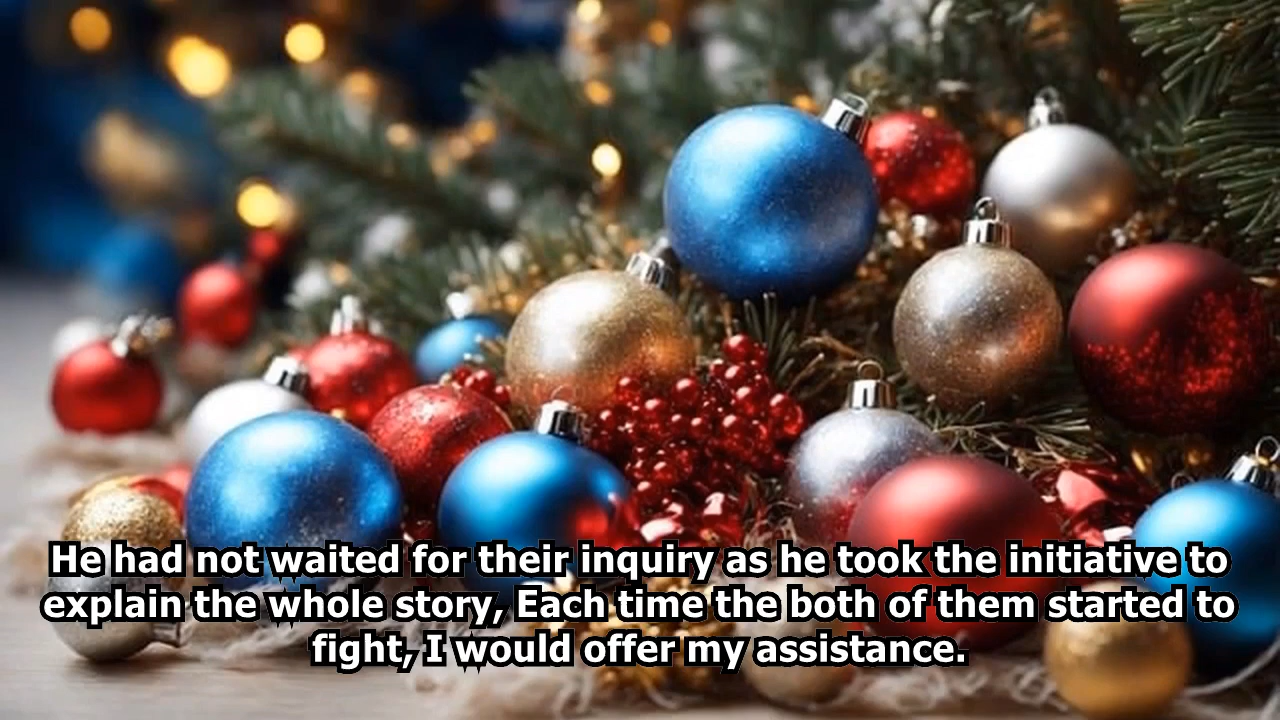 He had not waited for their inquiry as he took the initiative to
explain the whole story, Each time the both of them started to
fight, I would offer my assistance.